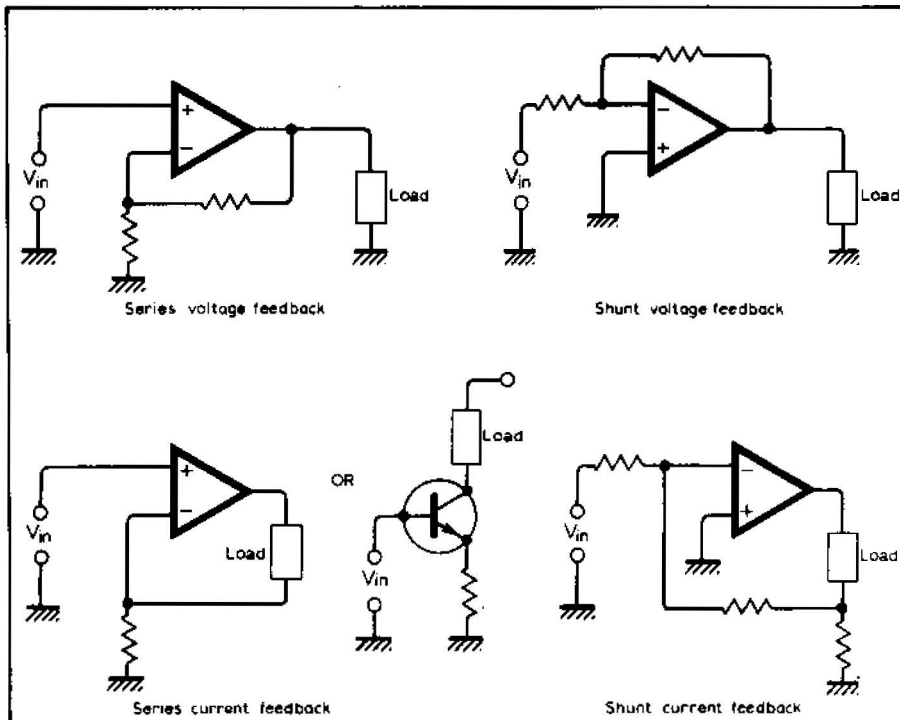 +
−
Vin
Load
Series voltage feedback
−
+
Vin
Load
Shunt voltage feedback
+
−
Vin
Load
Series current feedback
OR
Load
Vin
−
+
Vin
Load
Shunt current feedback